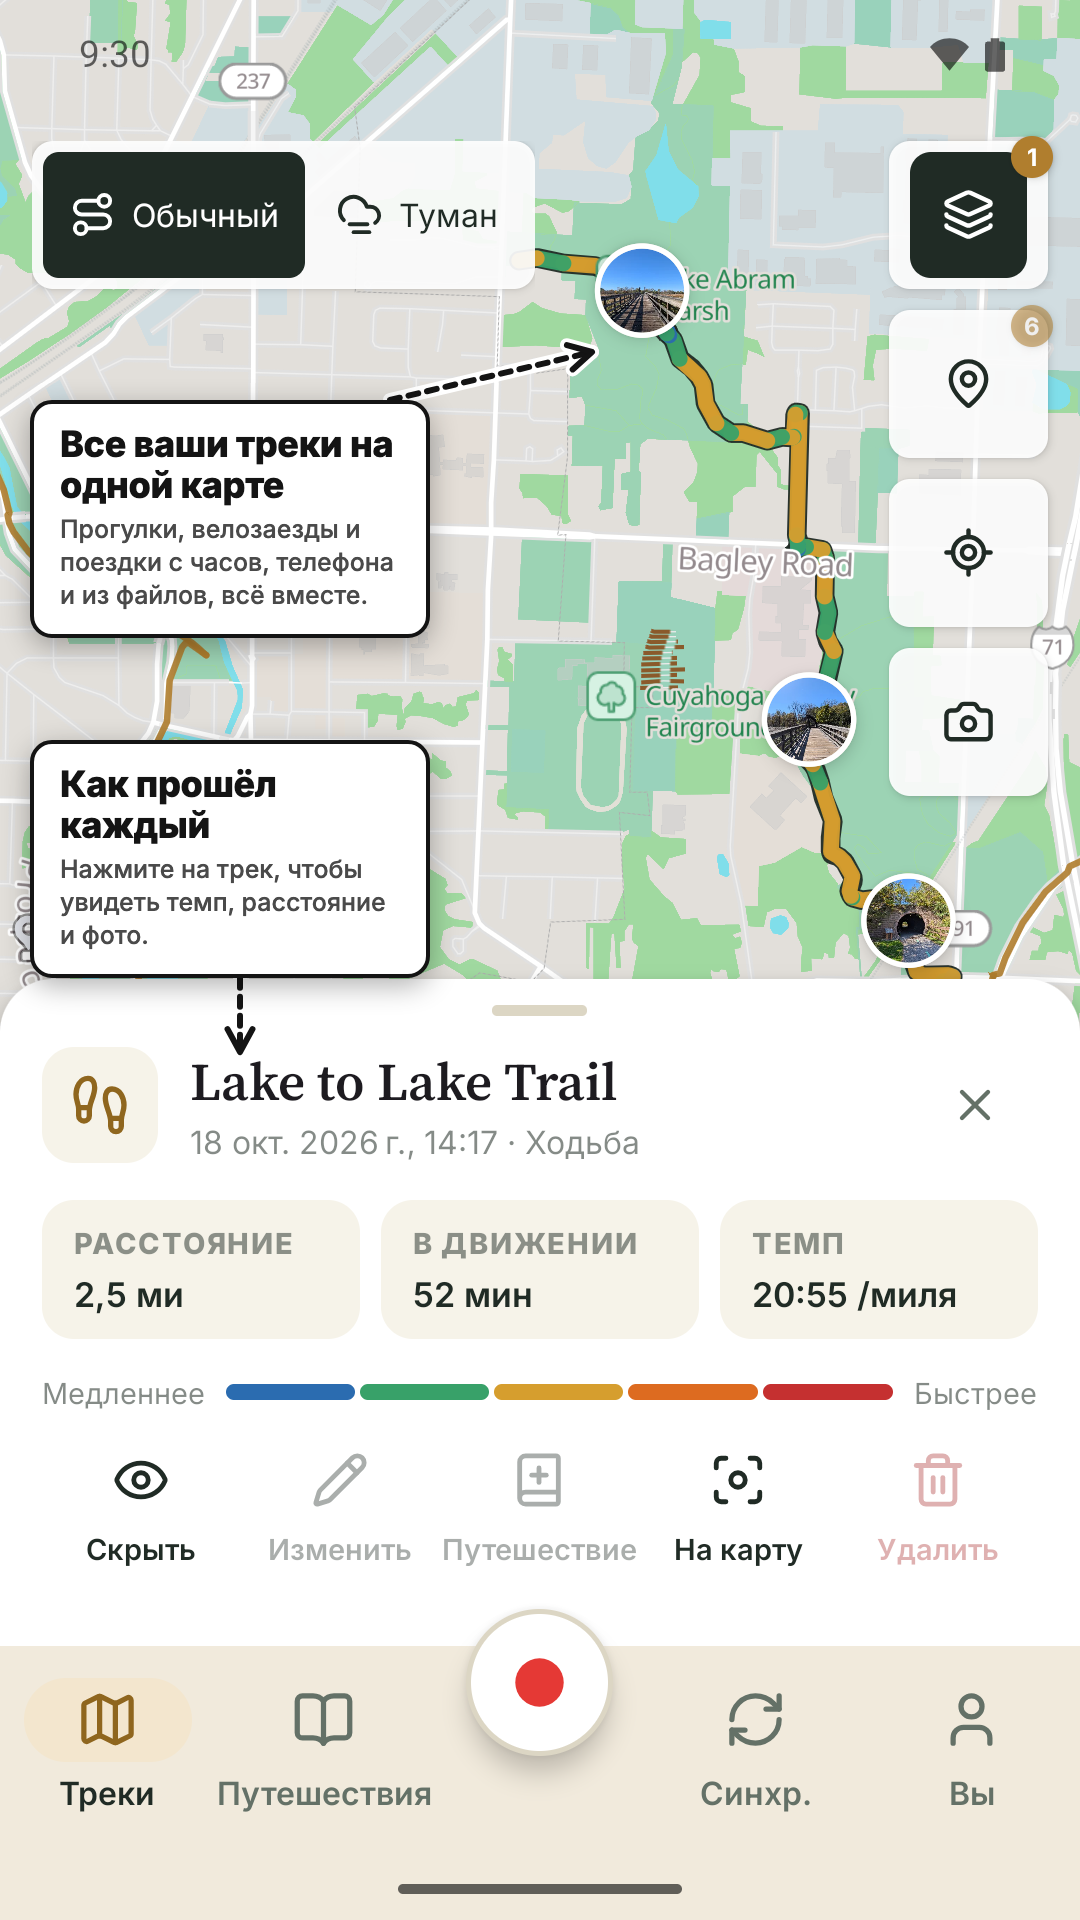 9:30
237
1
Обычный
Туман
ke Abram
arsh
6
Все ваши треки на
одной карте
Прогулки, велозаезды и
поездки с часов, телефона
и из файлов, всё вместе.
Bagley Road
71
Cuyahoga
Fairgroun
Как прошёл
каждый
Нажмите на трек, чтобы
увидеть темп, расстояние
и фото.
91
Lake to Lake Trail
18 окт. 2026 г., 14:17 · Ходьба
РАССТОЯНИЕ
2,5 ми
В ДВИЖЕНИИ
52 мин
ТЕМП
20:55 /миля
Медленнее
Быстрее
Скрыть
Изменить
Путешествие
На карту
Удалить
Треки
Путешествия
Синхр.
Вы